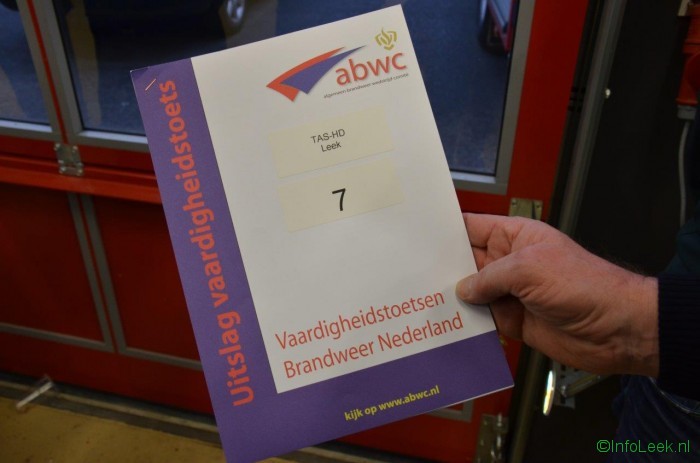 Uitslag vaardigheidstoets
abwc
algemeen brandweer wedstrijd comité
TAS-HD
Leek
7
Vaardigheidstoetsen
Brandweer Nederland
kijk op www.abwc.nl
©InfoLeek.nl